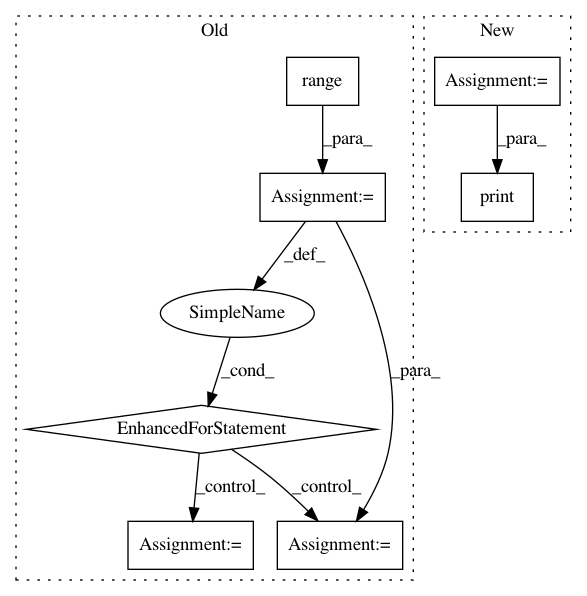 Old
New
range
Assignment:=
_para_
_para_
Assignment:=
print
_def_
SimpleName
_cond_
_para_
EnhancedForStatement
_control_
_control_
Assignment:=
Assignment:=